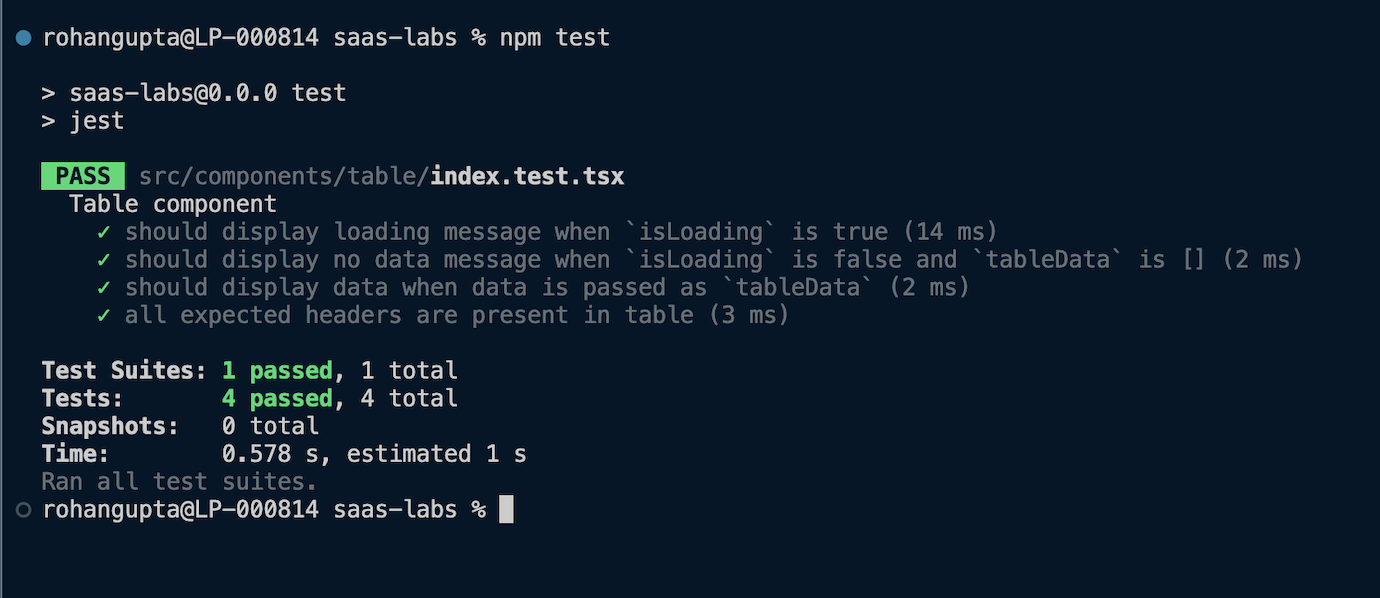 rohangupta@LP-000814 saas-labs % npm test
> saas-labs@0.0.0 test
> jest
PASS src/components/table/index.test.tsx
Table component
✓ should display loading message when `isLoading` is true (14 ms)
✓ should display no data message when `isLoading` is false and `tableData` is [] (2 ms)
✓ should display data when data is passed as `tableData` (2 ms)
✓ all expected headers are present in table (3 ms)
Test Suites: 1 passed, 1 total
Tests: 4 passed, 4 total
Snapshots: 0 total
Time: 0.578 s, estimated 1 s
Ran all test suites.
rohangupta@LP-000814 saas-labs %